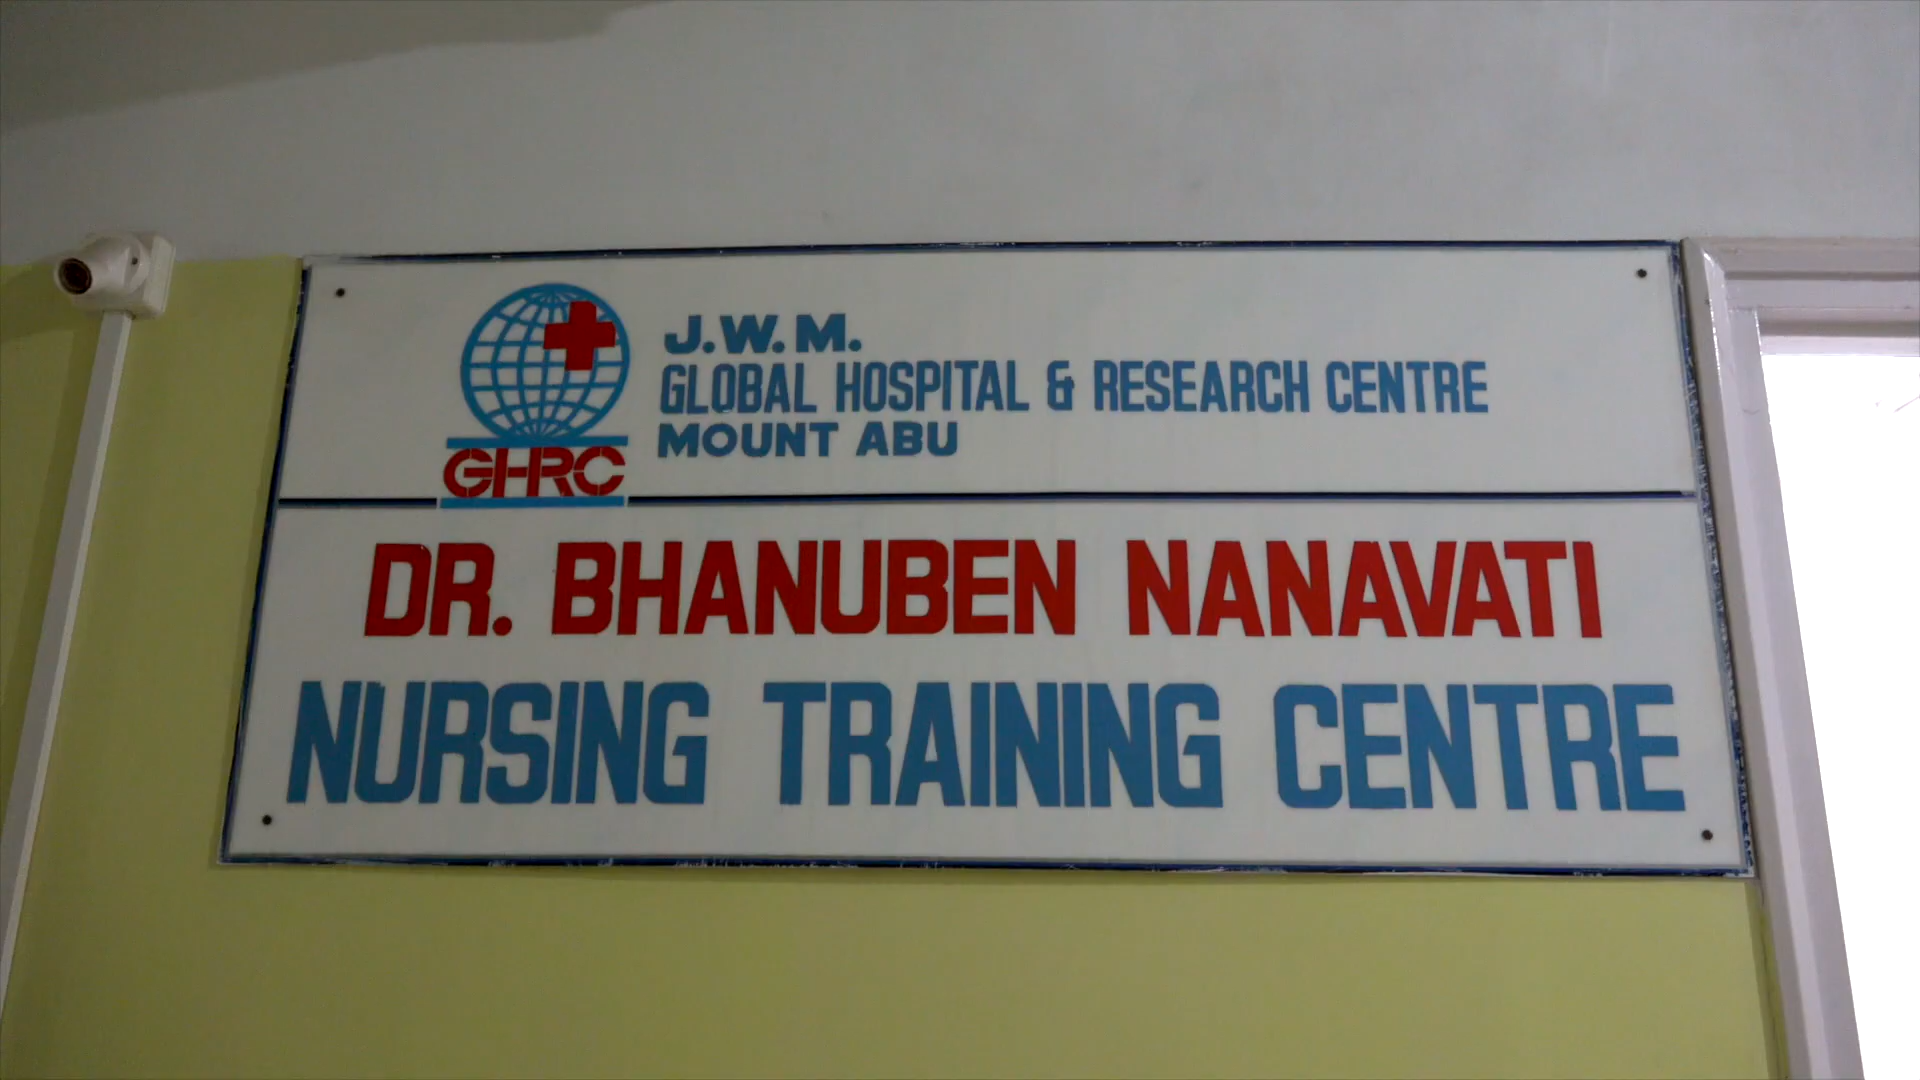 J.W.M.
GLOBAL HOSPITAL & RESEARCH CENTRE
MOUNT ABU
GHRC
DR. BHANUBEN NANAVATI
NURSING TRAINING CENTRE